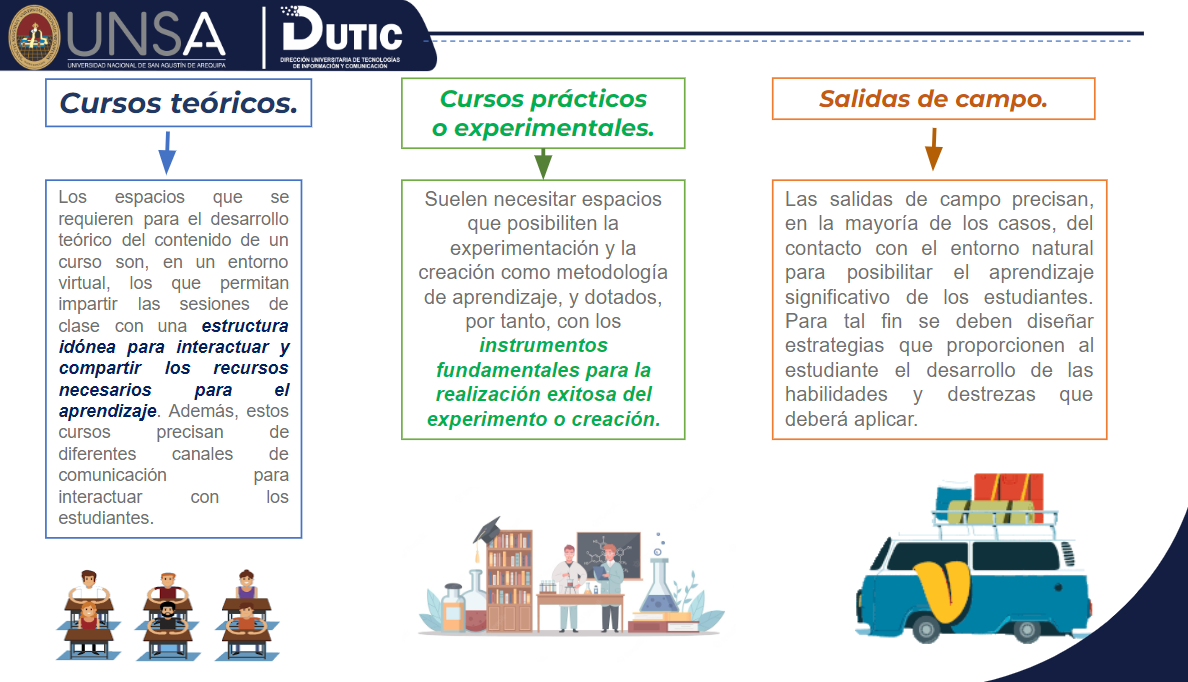 UNSA
UNIVERSIDAD NACIONAL DE SAN AGUSTÍN DE AREQUIPA
DUTIC
DIRECCIÓN UNIVERSITARIA DE TECNOLOGÍAS
DE INFORMACIÓN Y COMUNICACIÓN
Cursos teóricos.
Los espacios que se
requieren para el desarrollo
teórico del contenido de un
curso son, en un entorno
virtual, los que permitan
impartir las sesiones de
clase con una estructura
idónea para interactuar y
compartir los recursos
necesarios para el
aprendizaje. Además, estos
cursos precisan de
diferentes canales de
comunicación para
interactuar con los
estudiantes.
Cursos prácticos
o experimentales.
Suelen necesitar espacios
que posibiliten la
experimentación y la
creación como metodología
de aprendizaje, y dotados,
por tanto, con los
instrumentos
fundamentales para la
realización exitosa del
experimento o creación.
Salidas de campo.
Las salidas de campo precisan,
en la mayoría de los casos, del
contacto con el entorno natural
para posibilitar el aprendizaje
significativo de los estudiantes.
Para tal fin se deben diseñar
estrategias que proporcionen al
estudiante el desarrollo de las
habilidades y destrezas que
deberá aplicar.